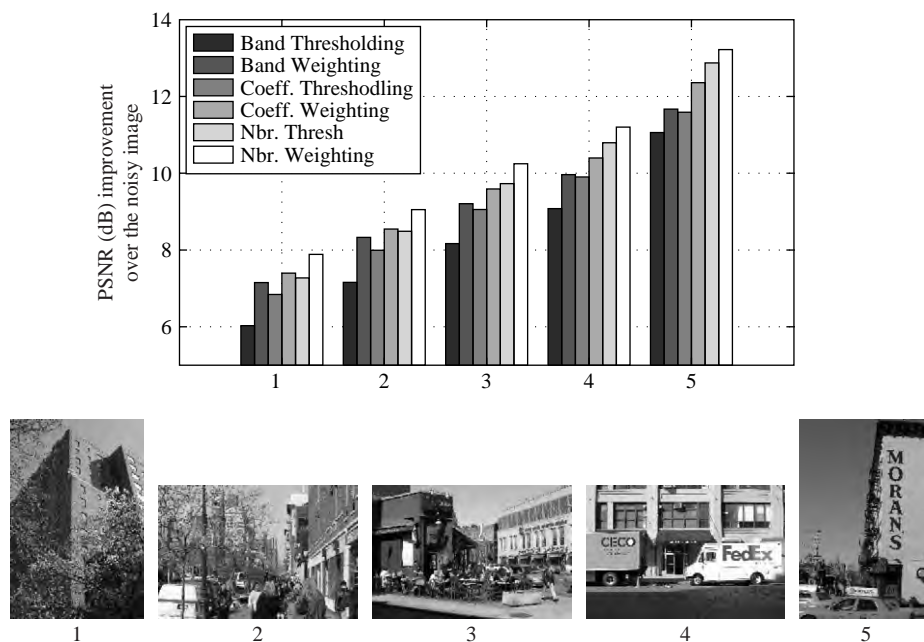 14
12
10
8
6
PSNR (dB) improvement
over the noisy image
Band Thresholding
Band Weighting
Coeff. Threshodling
Coeff. Weighting
Nbr. Thresh
Nbr. Weighting
1
2
3
4
5
CECO
FedEx
MORANS
1
2
3
4
5